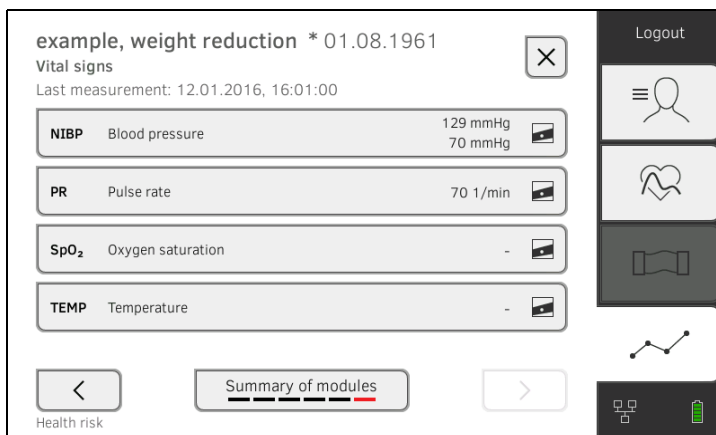 Logout
example, weight reduction * 01.08.1961
Vital signs
Last measurement: 12.01.2016, 16:01:00
NIBP Blood pressure 129 mmHg
70 mmHg
PR Pulse rate 70 1/min
SpO₂ Oxygen saturation -
TEMP Temperature -
Summary of modules
Health risk